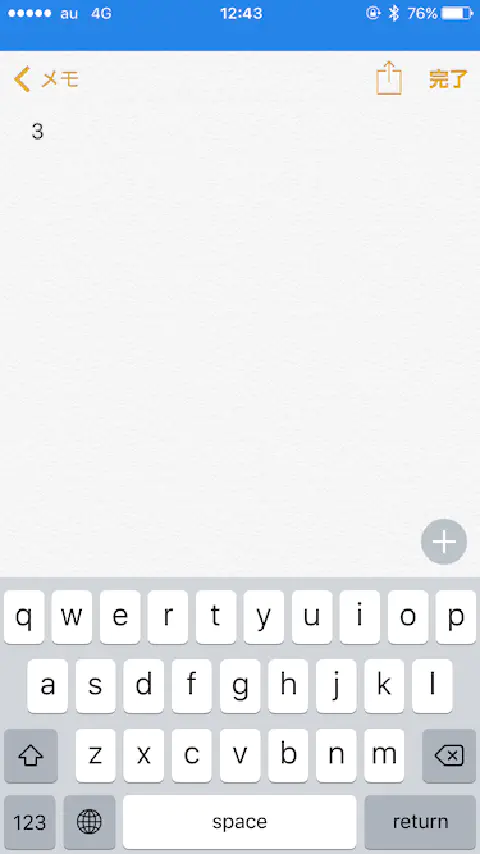 au 4G 12:43 76%
メモ 完了
3
q w e r t y u i o p
a s d f g h j k l
z x c v b n m
123 space return